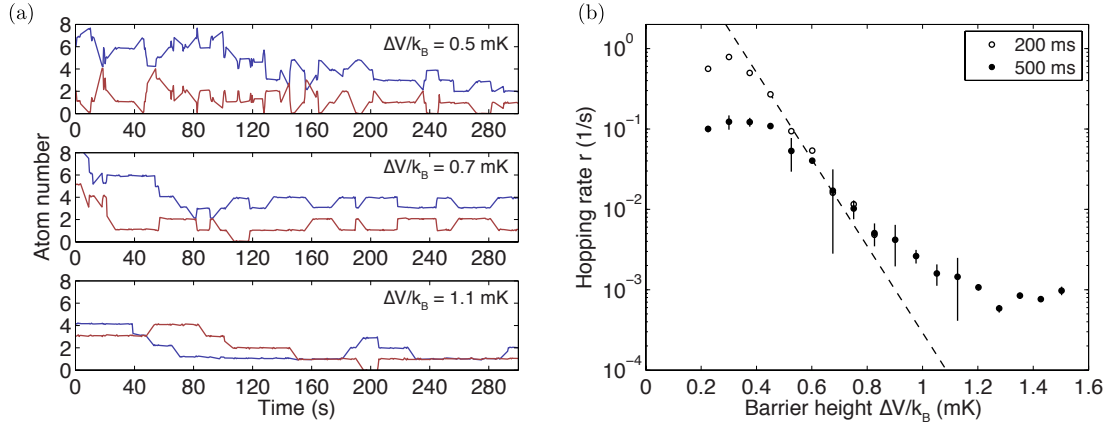 (a)
8
6
4
2
0
ΔV/k_B = 0.5 mK
0 40 80 120 160 200 240 280
8
6
4
2
0
ΔV/k_B = 0.7 mK
0 40 80 120 160 200 240 280
8
6
4
2
0
ΔV/k_B = 1.1 mK
0 40 80 120 160 200 240 280
Atom number
Time (s)
(b)
10^0
10^-1
10^-2
10^-3
10^-4
Hopping rate r (1/s)
200 ms
500 ms
0 0.2 0.4 0.6 0.8 1 1.2 1.4 1.6
Barrier height ΔV/k_B (mK)